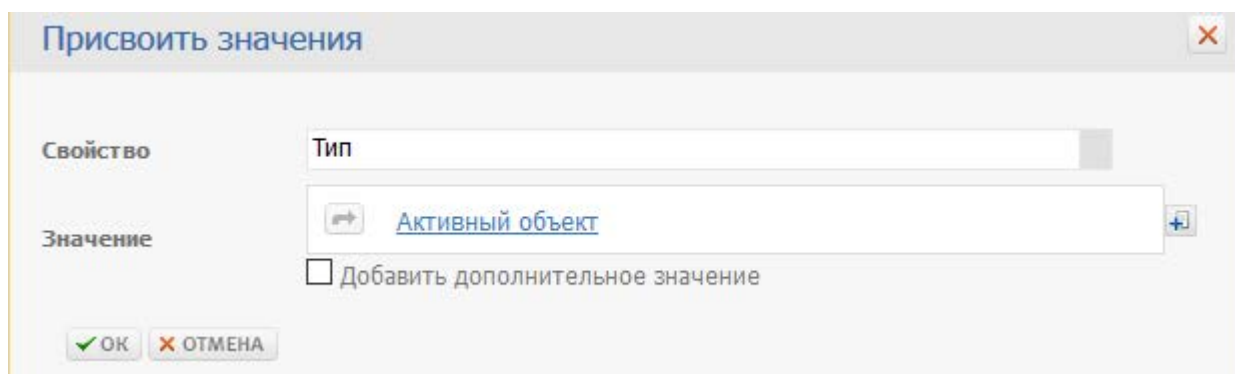 Присвоить значения
Свойство
Тип
Активный объект
Значение
Добавить дополнительное значение
ОК ОТМЕНА